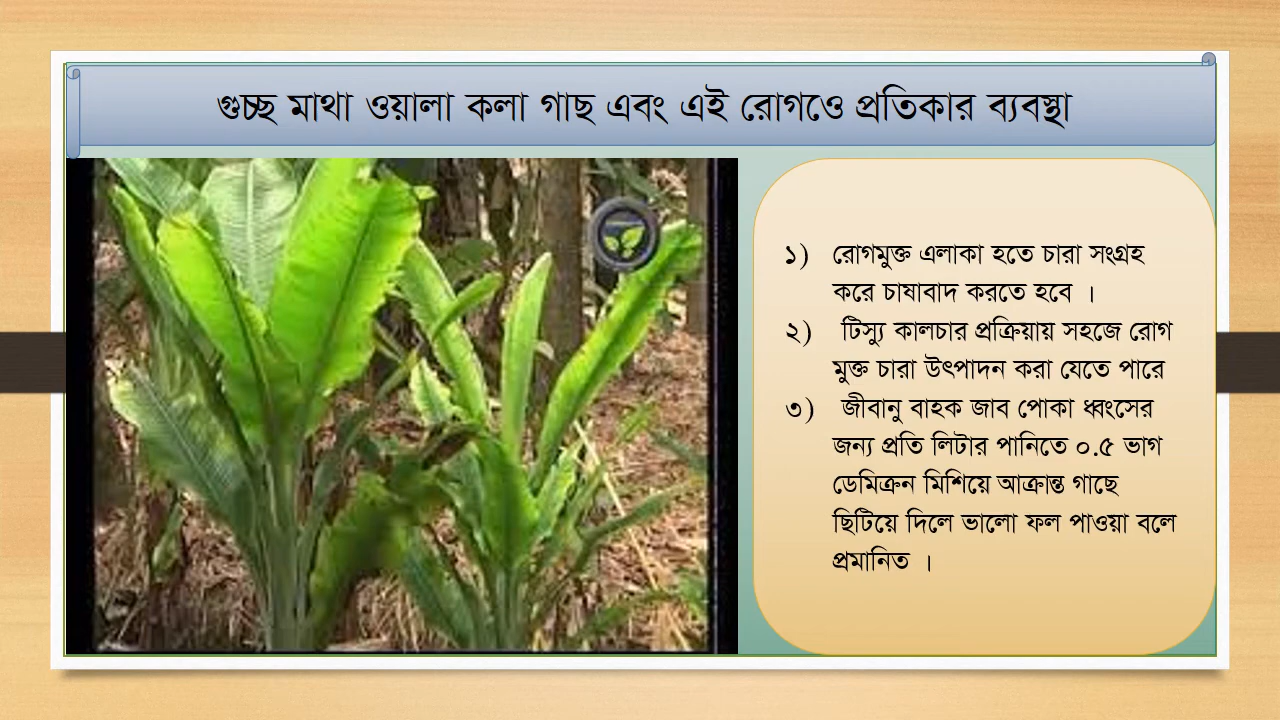 গুচ্ছ মাথা ওয়ালা কলা গাছ এবং এই রোগওে প্রতিকার ব্যবস্থা
১) রোগমুক্ত এলাকা হতে চারা সংগ্রহ
করে চাষাবাদ করতে হবে ।
২) টিস্যু কালচার প্রক্রিয়ায় সহজে রোগ
মুক্ত চারা উৎপাদন করা যেতে পারে
৩) জীবানু বাহক জাব পোকা ধ্বংসের
জন্য প্রতি লিটার পানিতে ০.৫ ভাগ
ডেমিক্রন মিশিয়ে আক্রান্ত গাছে
ছিটিয়ে দিলে ভালো ফল পাওয়া বলে
প্রমানিত ।